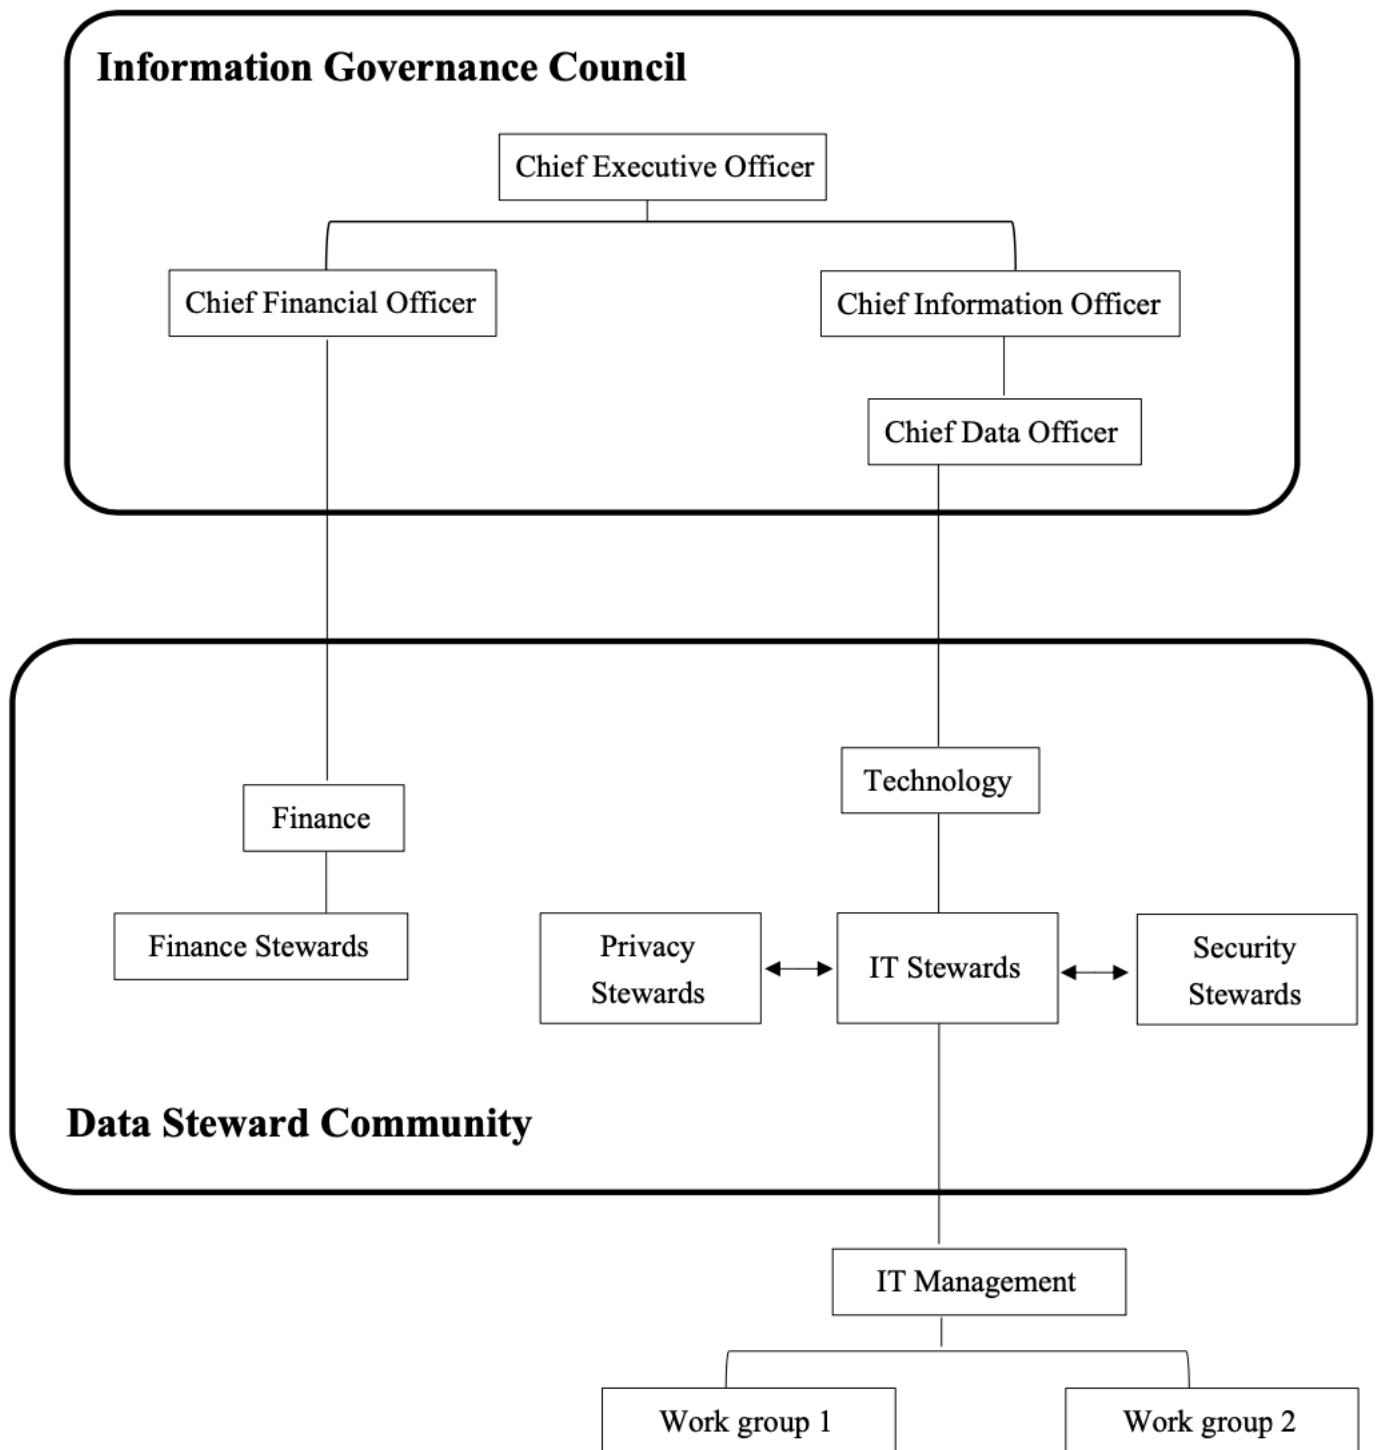 Information Governance Council
Chief Executive Officer
Chief Financial Officer
Chief Information Officer
Chief Data Officer
Technology
Finance
Finance Stewards
Privacy
Stewards
IT Stewards
Security
Stewards
Data Steward Community
IT Management
Work group 1
Work group 2